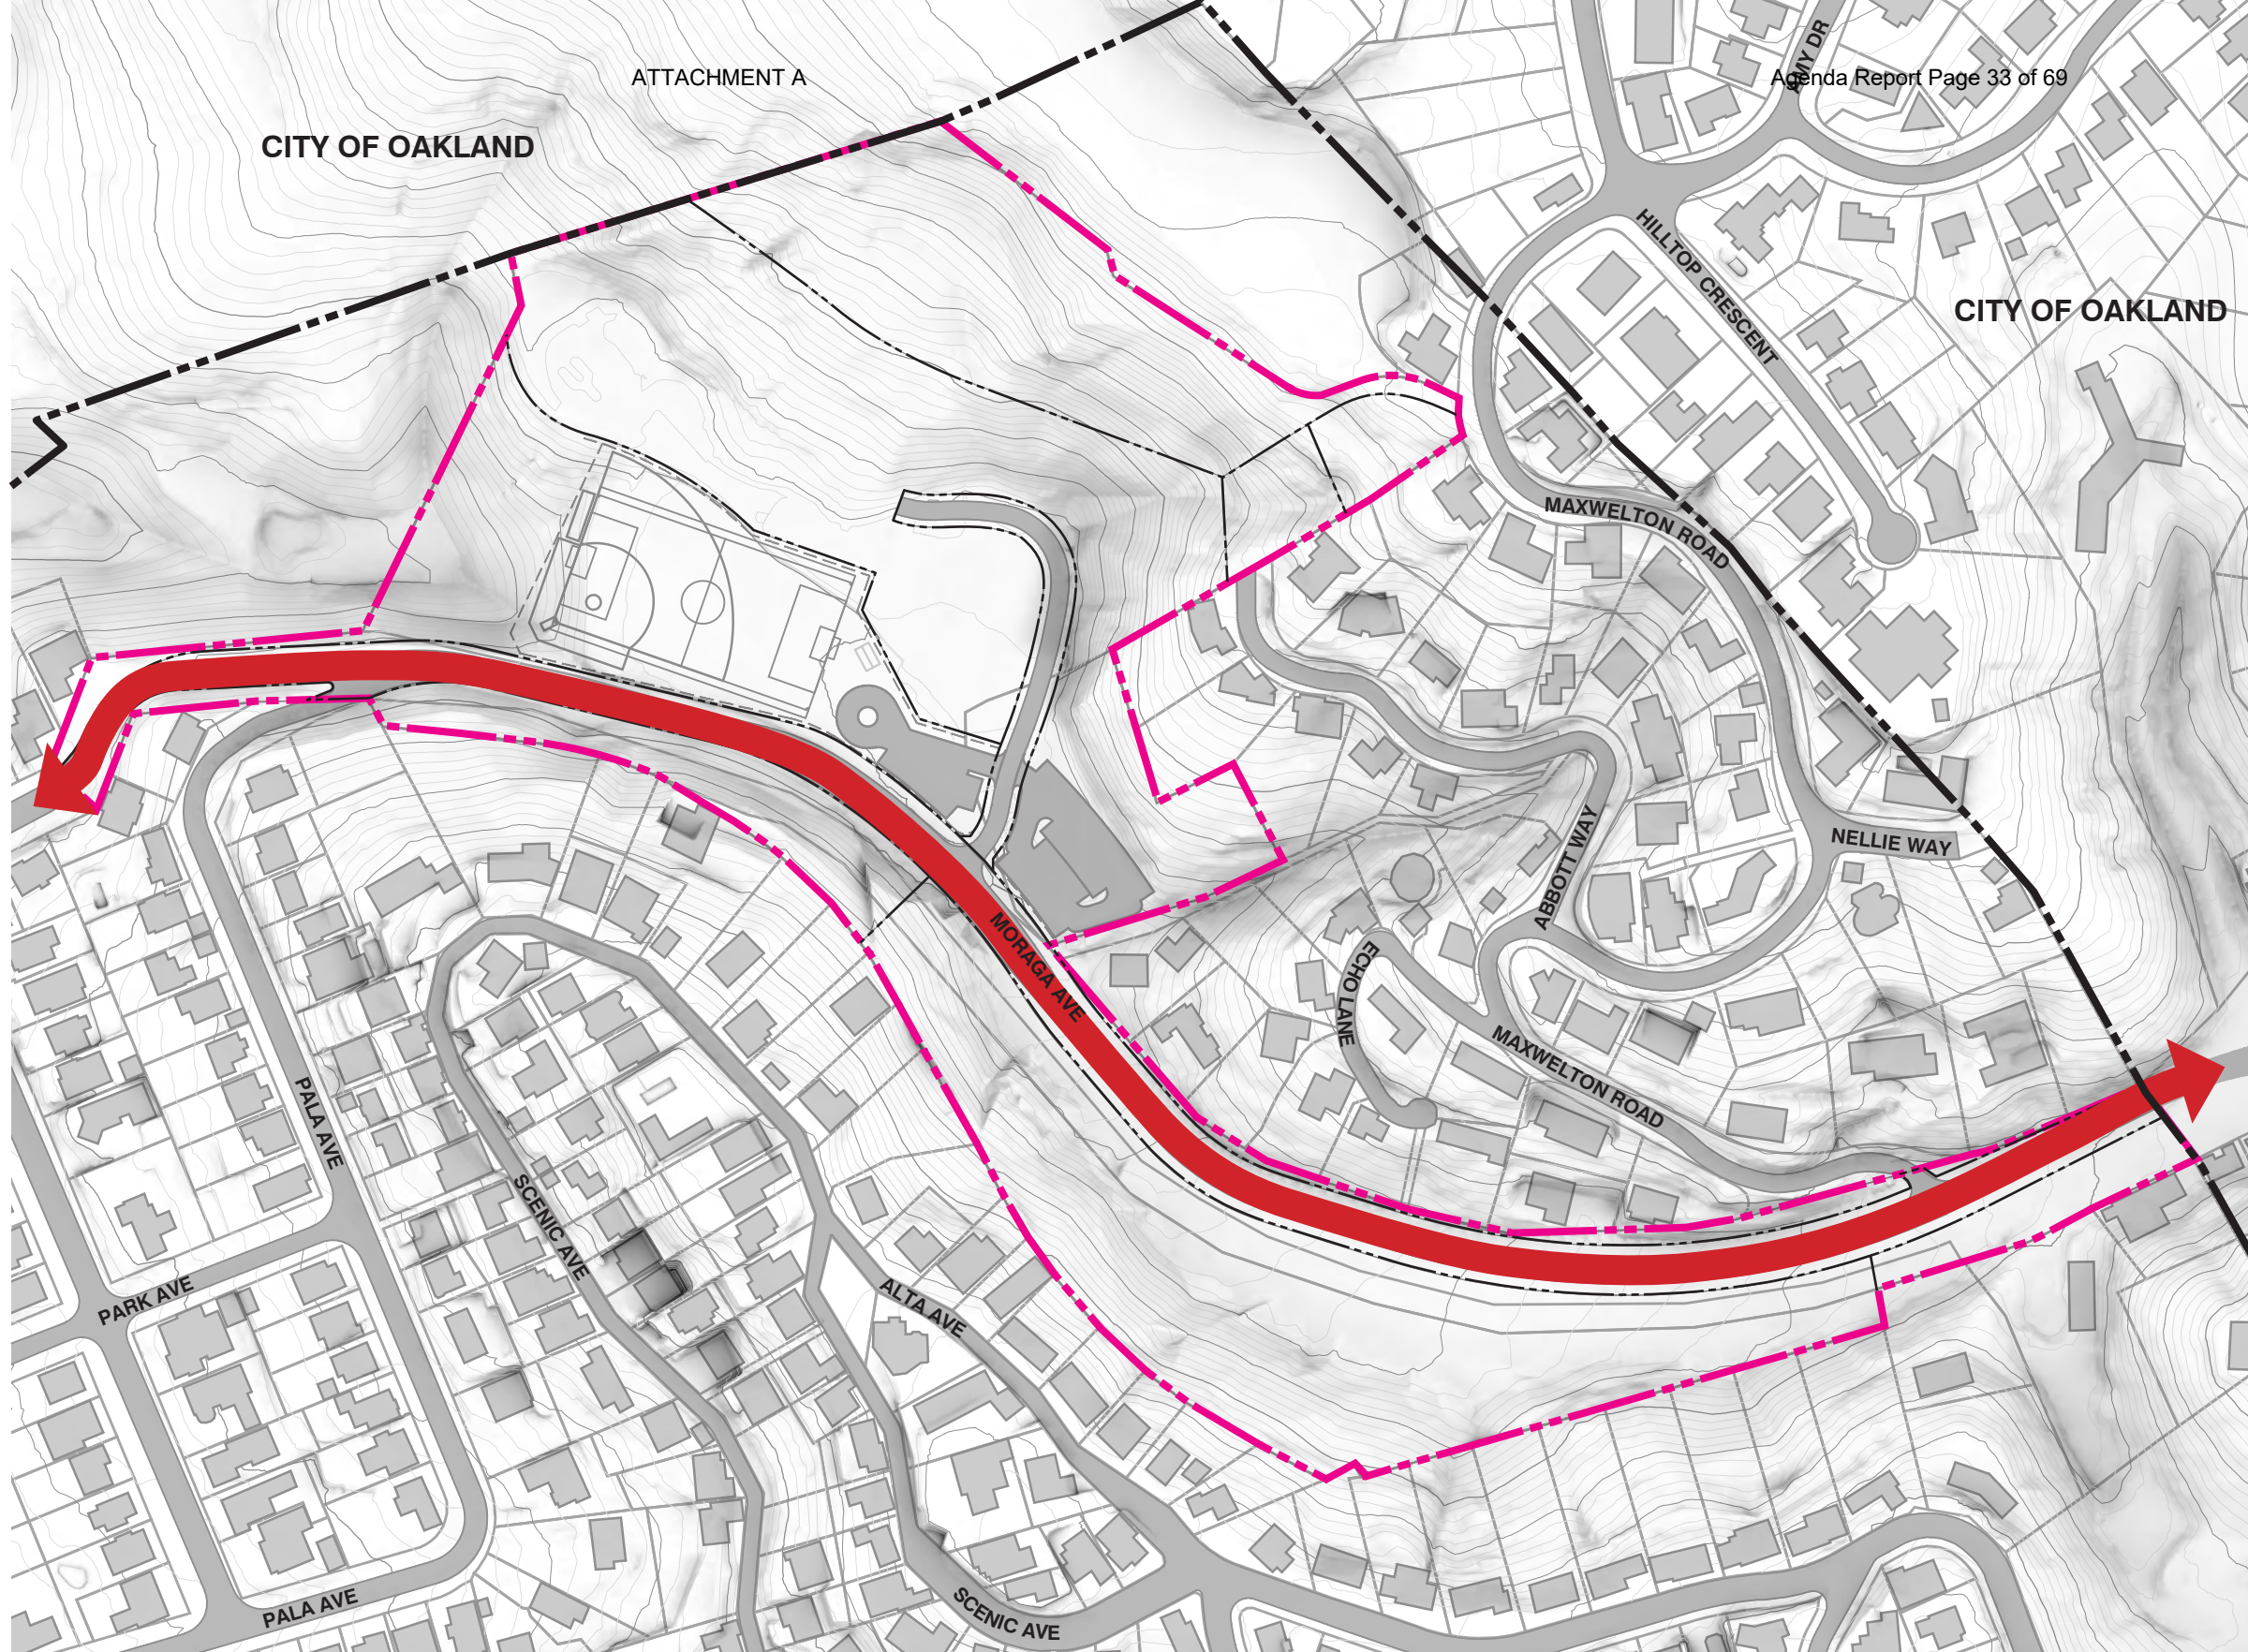 ATTACHMENT A
Agenda Report Page 33 of 69
AMY DR
CITY OF OAKLAND
HILLTOP CRESCENT
CITY OF OAKLAND
MAXWELTON ROAD
NELLIE WAY
ABBOTT WAY
MORAGA AVE
ECHO LANE
MAXWELTON ROAD
PALA AVE
SCENIC AVE
PARK AVE
ALTA AVE
PALA AVE
SCENIC AVE